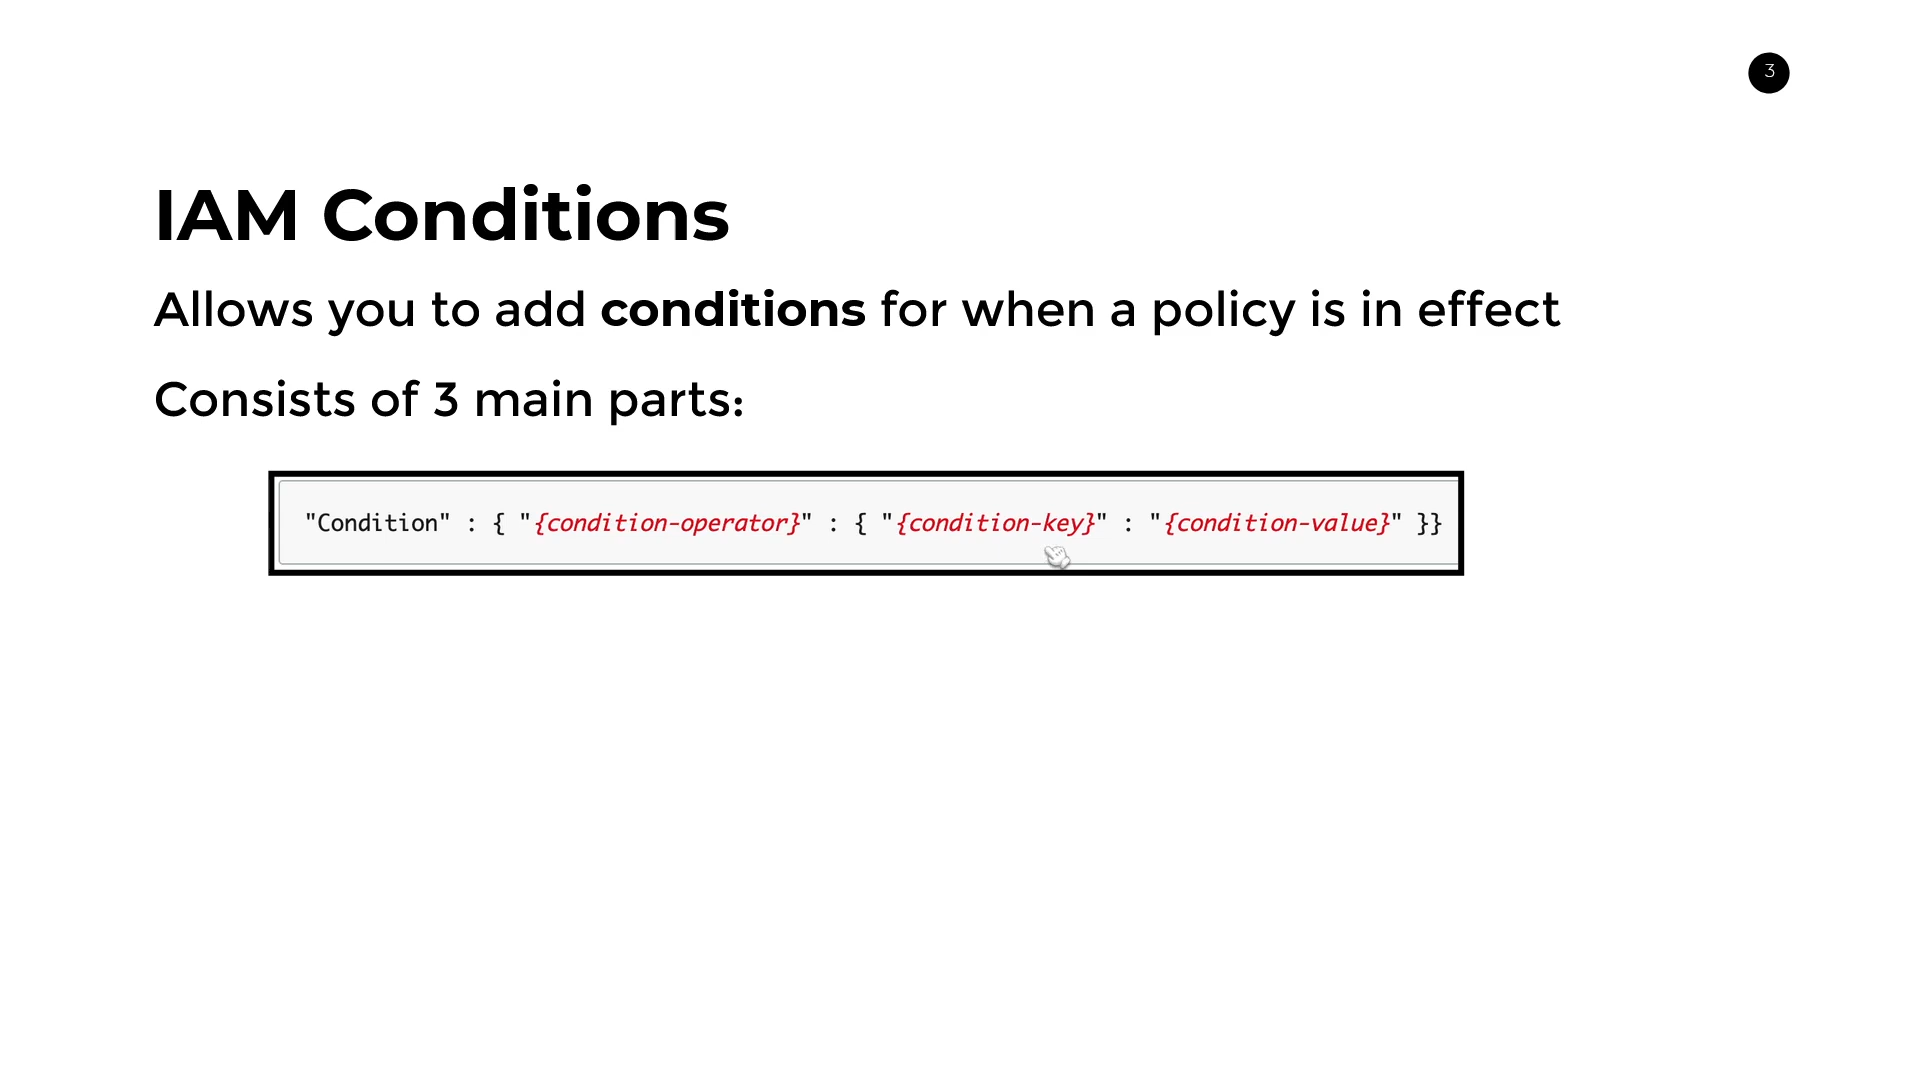 3
IAM Conditions
Allows you to add conditions for when a policy is in effect
Consists of 3 main parts:
"Condition" : { "{condition-operator}" : { "{condition-key}" : "{condition-value}" }}